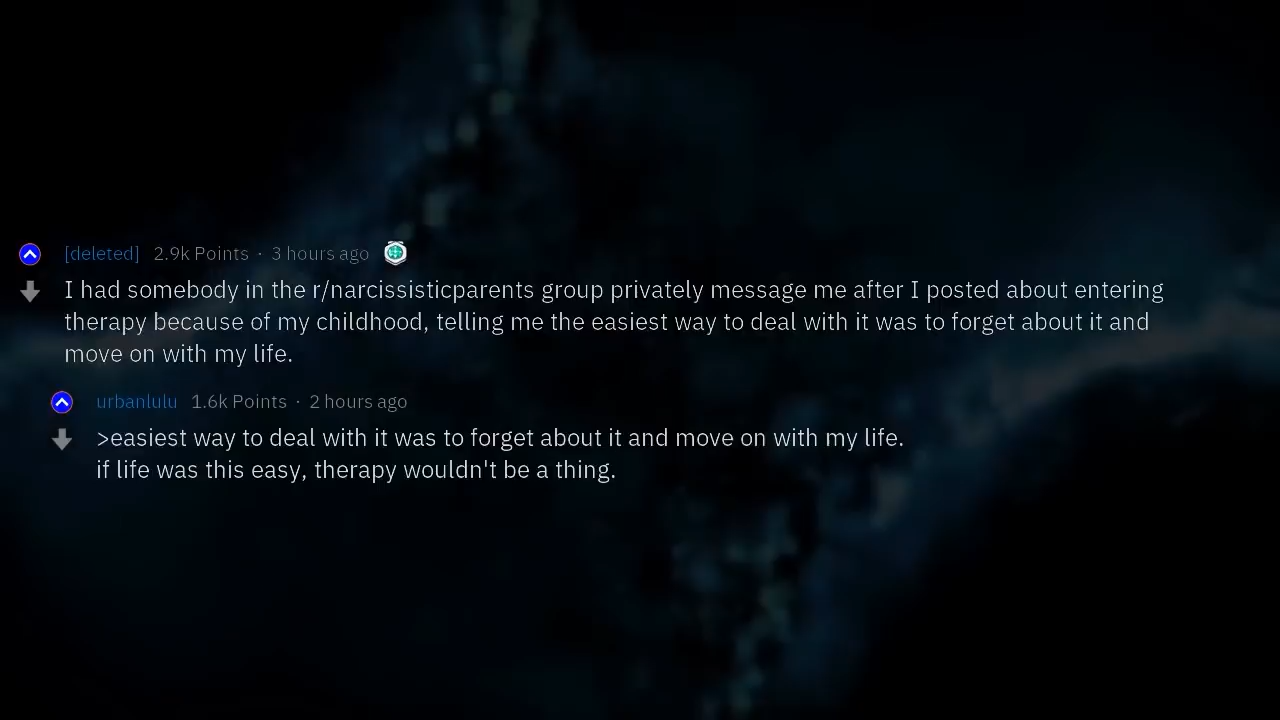 [deleted] 2.9k Points · 3 hours ago
I had somebody in the r/narcissisticparents group privately message me after I posted about entering
therapy because of my childhood, telling me the easiest way to deal with it was to forget about it and
move on with my life.
urbanlulu 1.6k Points · 2 hours ago
>easiest way to deal with it was to forget about it and move on with my life.
if life was this easy, therapy wouldn't be a thing.